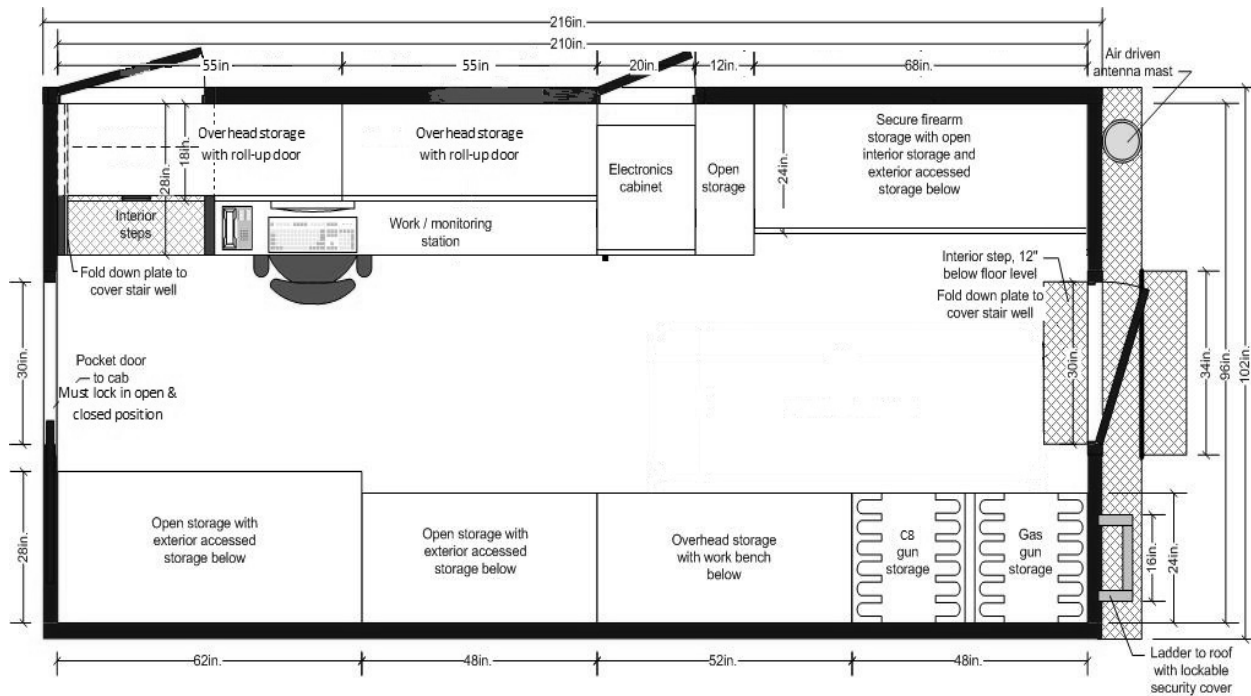 216in.
210in.
55in
55in
20in.
12in.
68in.
Air driven
antenna mast
Overhead storage
with roll-up door
Overhead storage
with roll-up door
18in.
28in.
Electronics
cabinet
Open
storage
24in.
Secure firearm
storage with open
interior storage and
exterior accessed
storage below
Interior
steps
Work / monitoring
station
Fold down plate to
cover stair well
Interior step, 12"
below floor level
Fold down plate to
cover stair well
30in.
Pocket door
to cab
Must lock in open &
closed position
30in.
34in.
96in.
102in.
28in.
Open storage with
exterior accessed
storage below
Open storage with
exterior accessed
storage below
Overhead storage
with work bench
below
C8
gun
storage
Gas
gun
storage
16in.
24in.
62in.
48in.
52in.
48in.
Ladder to roof
with lockable
security cover